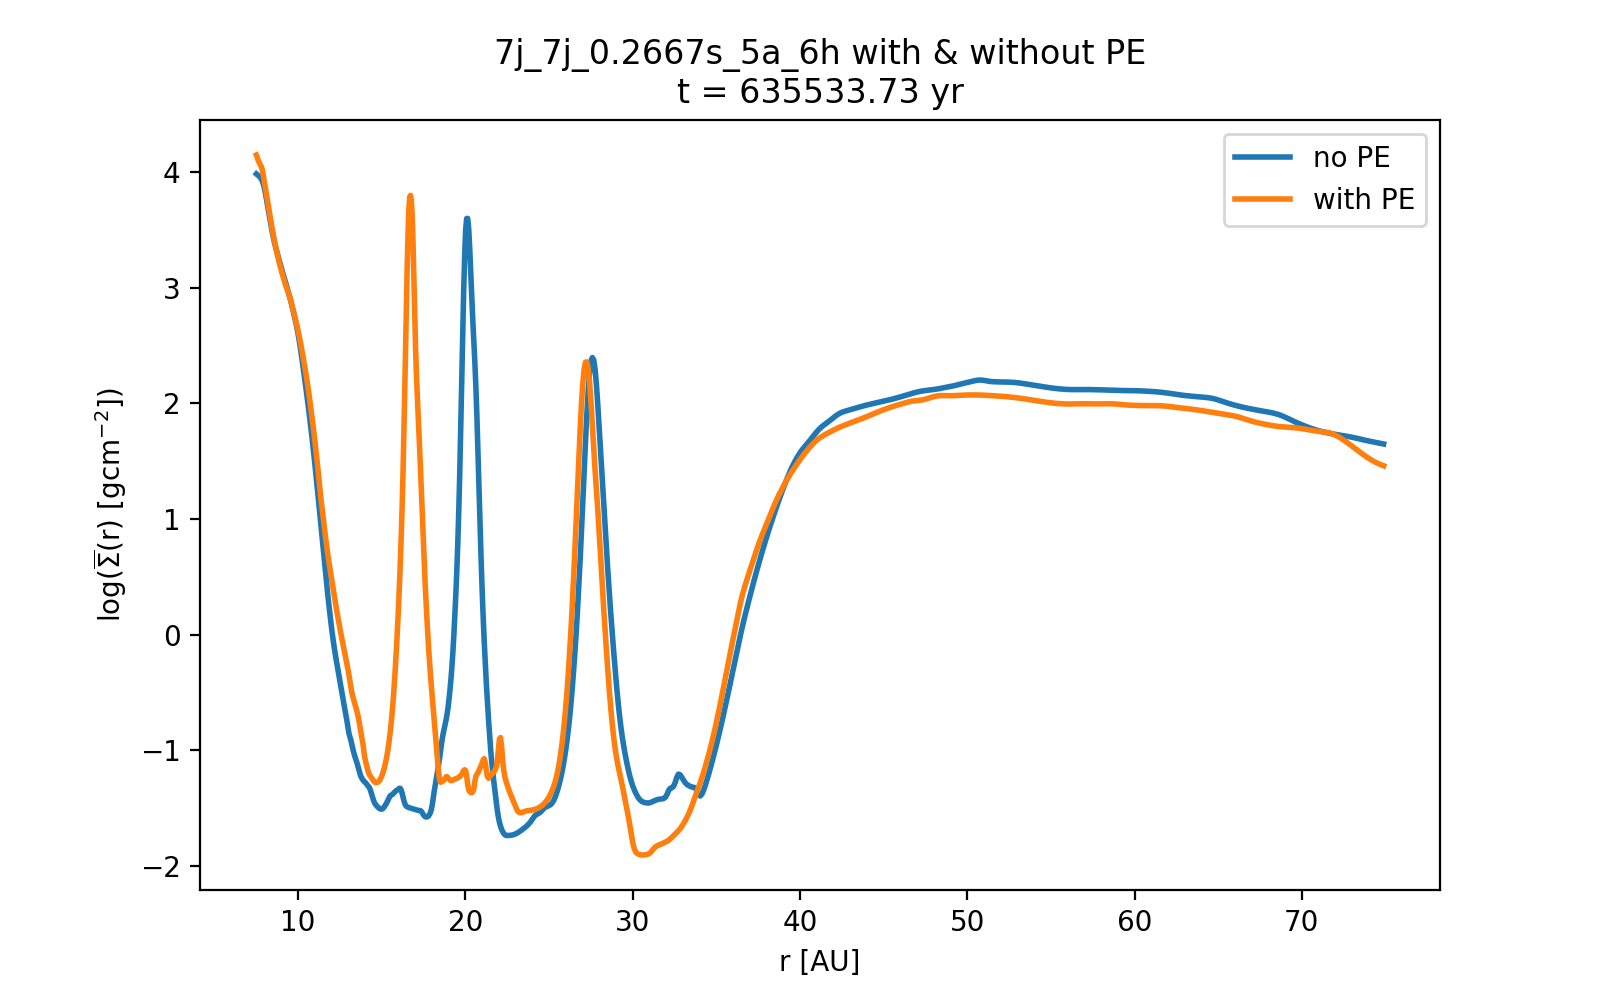 7j_7j_0.2667s_5a_6h with & without PE
t = 635533.73 yr
no PE
with PE
4
3
2
1
0
−1
−2
log(Σ̿(r) [gcm⁻²])
10 20 30 40 50 60 70
r [AU]